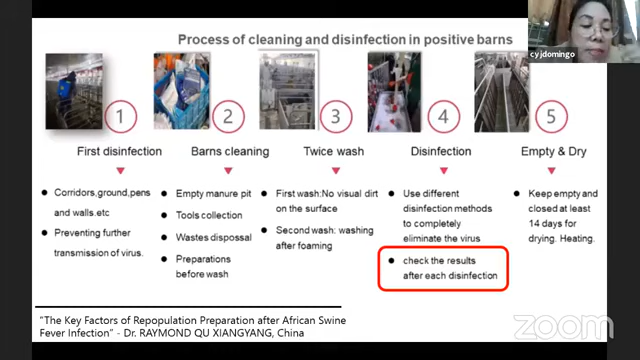 Process of cleaning and disinfection in positive barns
cyjdomingo
1
2
3
4
5
First disinfection
Barns cleaning
Twice wash
Disinfection
Empty & Dry
Corridors,ground,pens
and walls.etc
Preventing further
transmission of virus.
Empty manure pit
Tools collection
Wastes dispossal
Preparations
before wash
First wash:No visual dirt
on the surface
Second wash: washing
after foaming
Use different
disinfection methods
to completely
eliminate the virus
check the results
after each disinfection
Keep empty and
closed at least
14 days for
drying. Heating.
"The Key Factors of Repopulation Preparation after African Swine
Fever Infection" - Dr. RAYMOND QU XIANGYANG, China
zoom